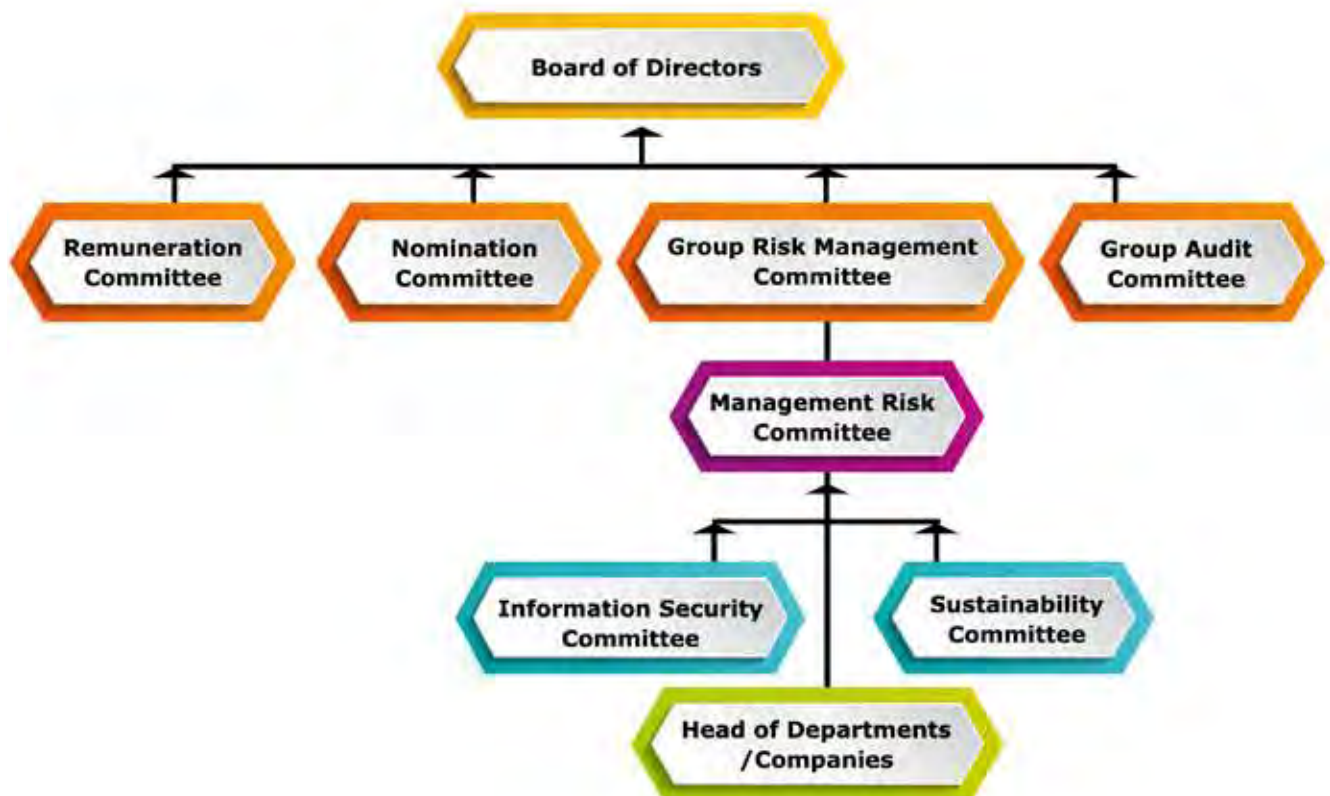 Board of Directors
Remuneration
Committee
Nomination
Committee
Group Risk Management
Committee
Group Audit
Committee
Management Risk
Committee
Information Security
Committee
Sustainability
Committee
Head of Departments
/Companies